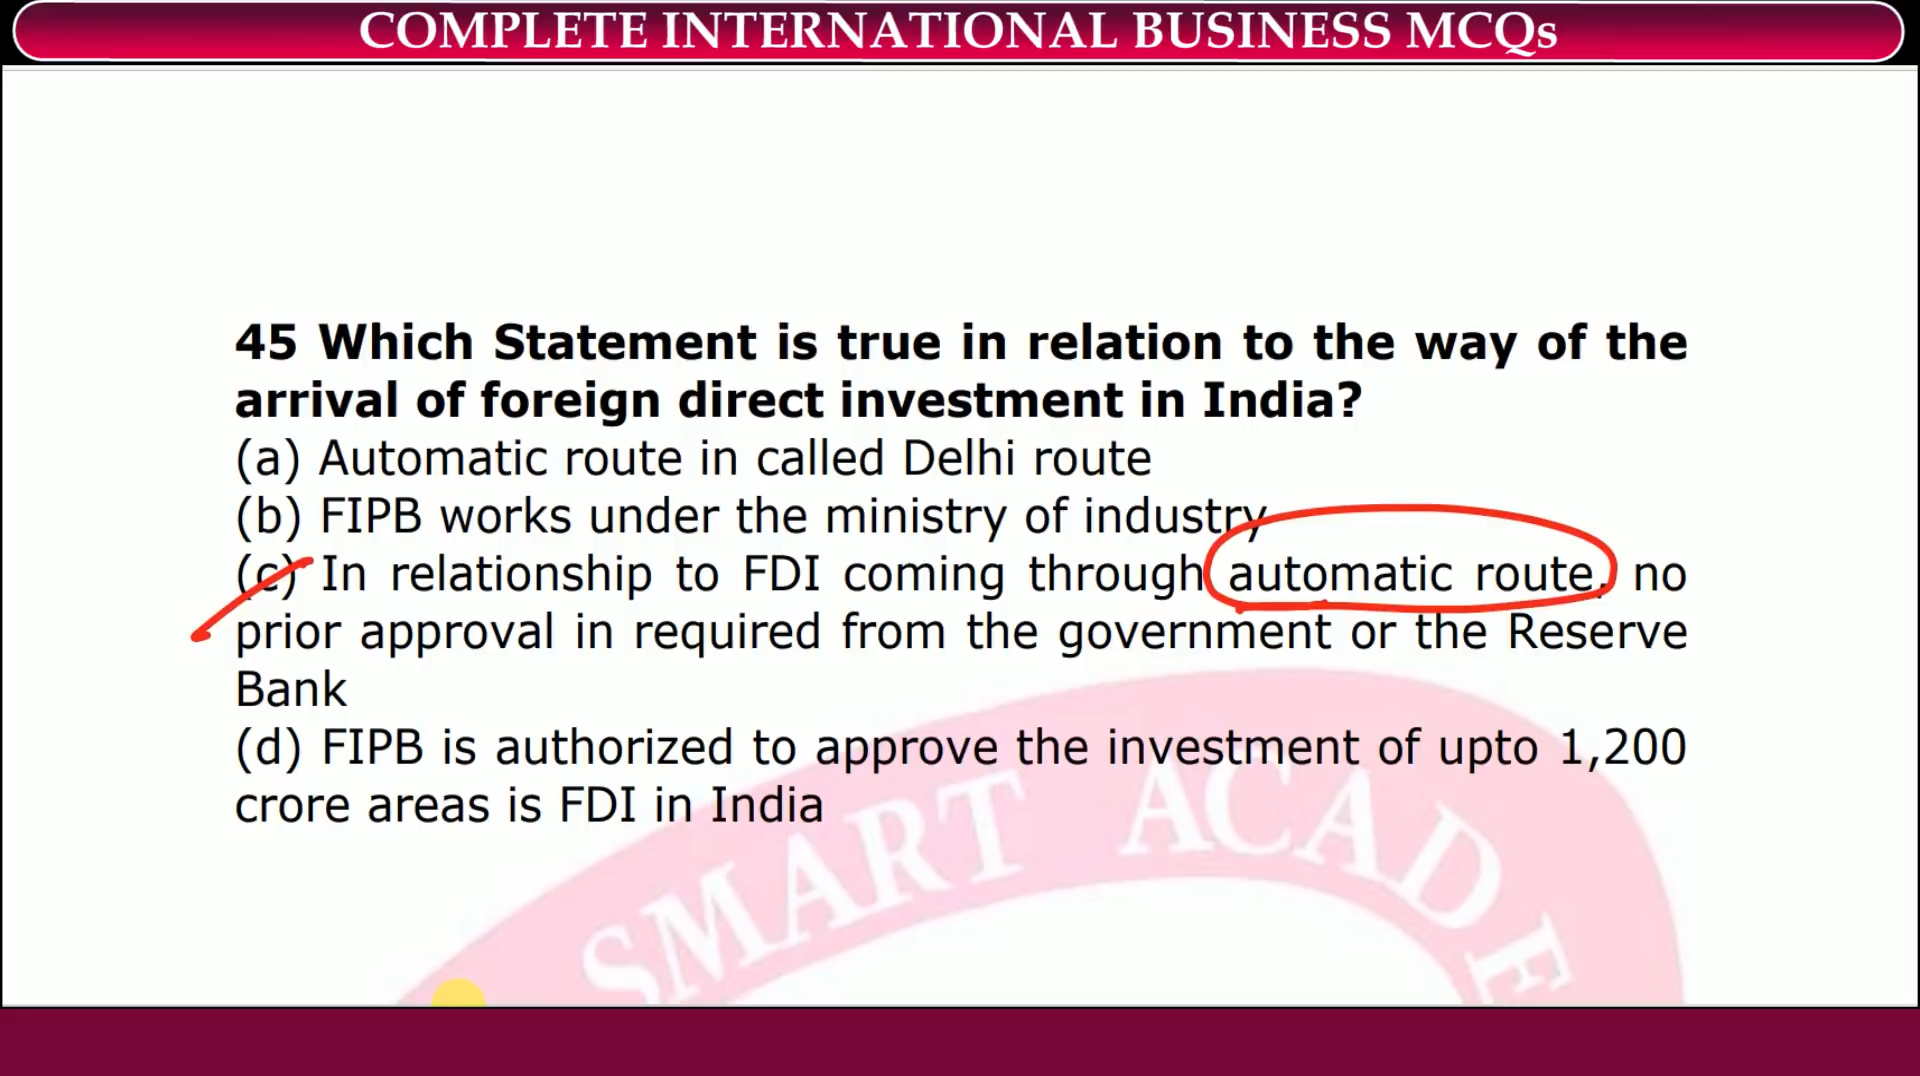 COMPLETE INTERNATIONAL BUSINESS MCQs
45 Which Statement is true in relation to the way of the
arrival of foreign direct investment in India?
(a) Automatic route in called Delhi route
(b) FIPB works under the ministry of industry
(c) In relationship to FDI coming through automatic route, no
prior approval in required from the government or the Reserve
Bank
(d) FIPB is authorized to approve the investment of upto 1,200
crore areas is FDI in India
SMART ACADE